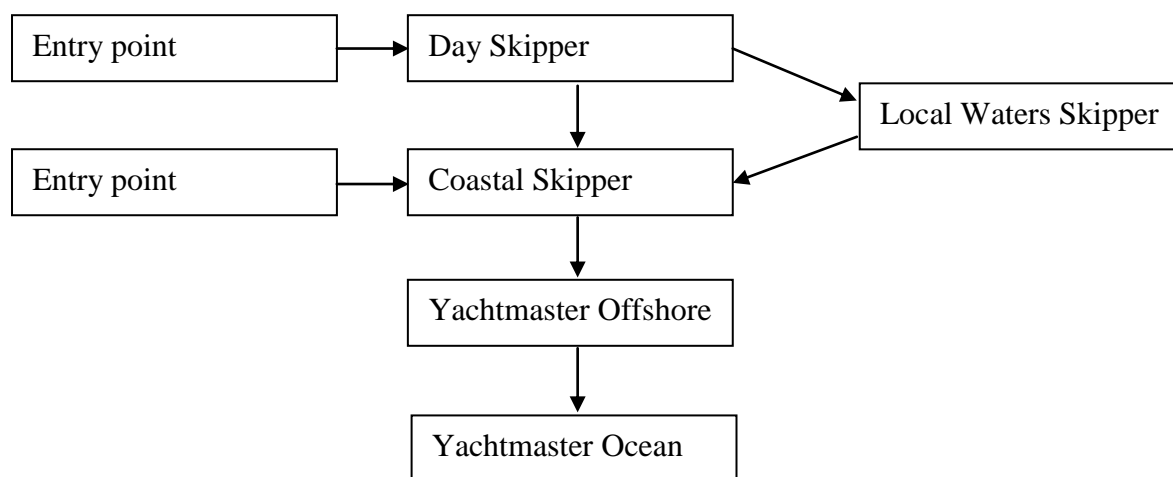 Entry point
Day Skipper
Local Waters Skipper
Entry point
Coastal Skipper
Yachtmaster Offshore
Yachtmaster Ocean